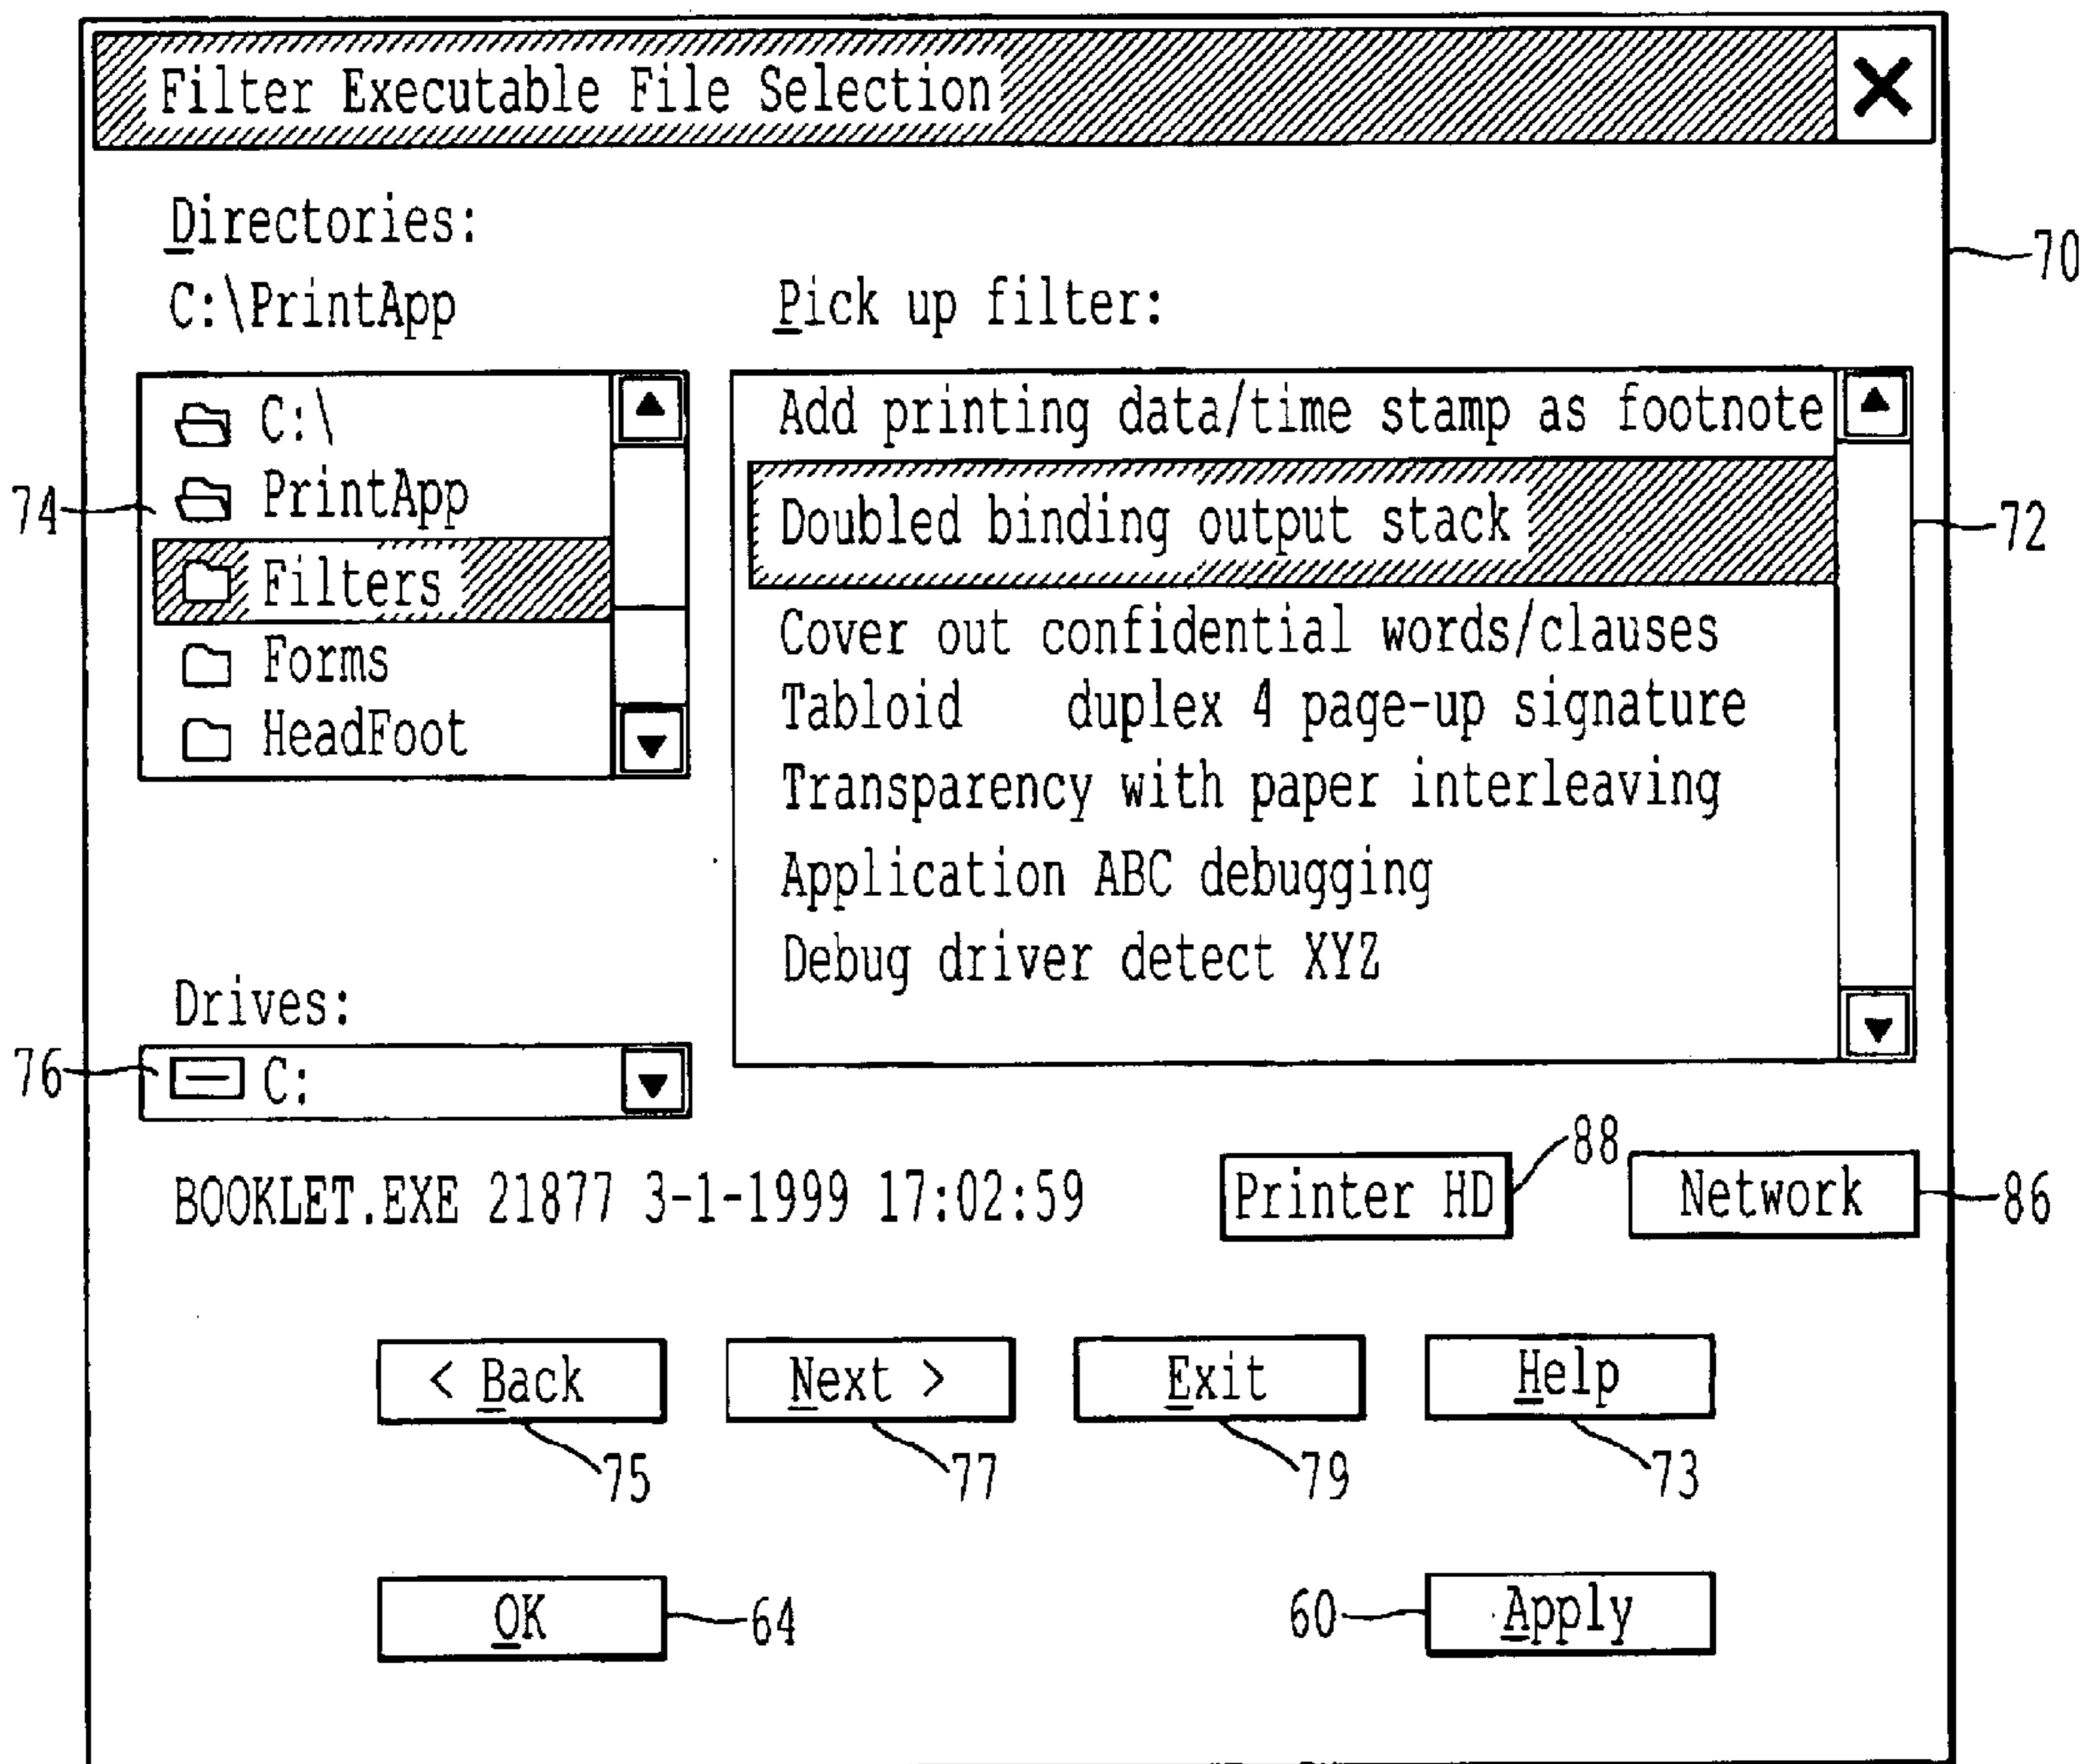 Filter Executable File Selection
Directories:
C:\PrintApp
Pick up filter:
70
C:\
PrintApp
Filters
Forms
HeadFoot
74
Add printing data/time stamp as footnote
Doubled binding output stack
Cover out confidential words/clauses
Tabloid duplex 4 page-up signature
Transparency with paper interleaving
Application ABC debugging
Debug driver detect XYZ
72
Drives:
76
C:
BOOKLET.EXE 21877 3-1-1999 17:02:59
Printer HD
88
Network
86
< Back
Next >
Exit
Help
75
77
79
73
OK
64
60
Apply